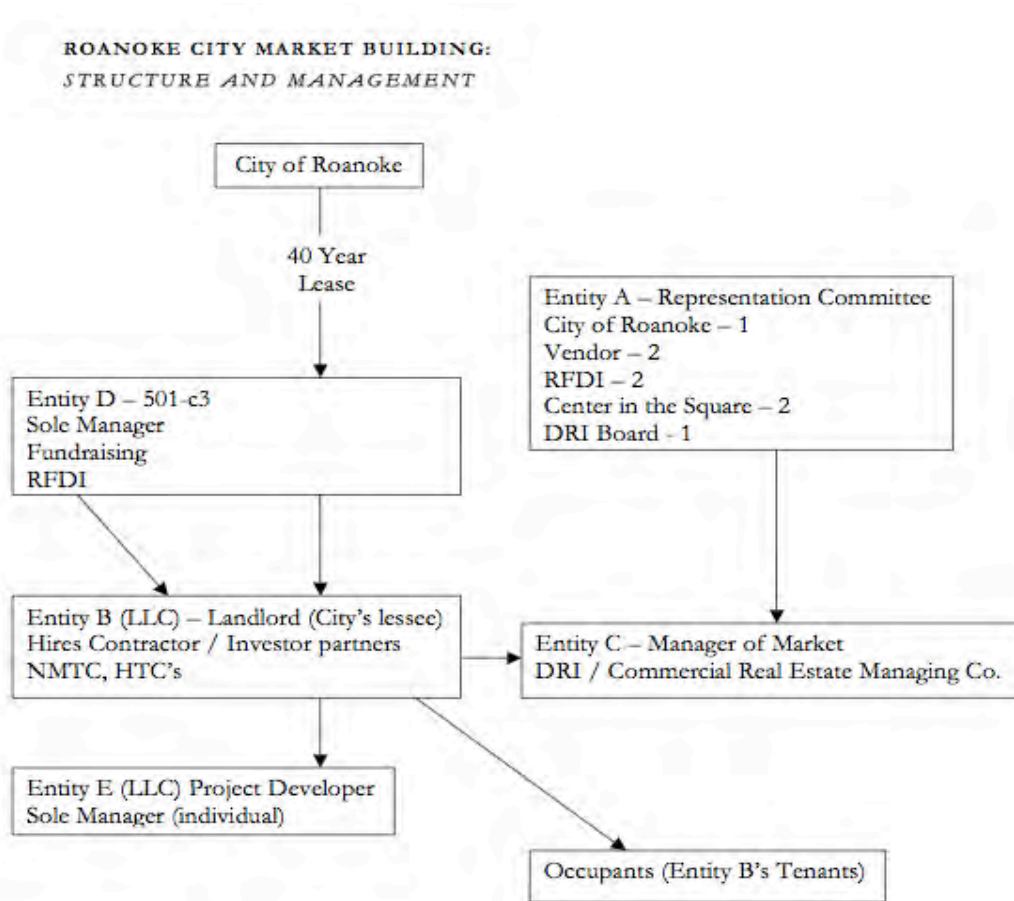 ROANOKE CITY MARKET BUILDING:
STRUCTURE AND MANAGEMENT
City of Roanoke
40 Year
Lease
Entity A – Representation Committee
City of Roanoke – 1
Vendor – 2
RFDI – 2
Center in the Square – 2
DRI Board - 1
Entity D – 501-c3
Sole Manager
Fundraising
RFDI
Entity B (LLC) – Landlord (City's lessee)
Hires Contractor / Investor partners
NMTC, HTC's
Entity C – Manager of Market
DRI / Commercial Real Estate Managing Co.
Entity E (LLC) Project Developer
Sole Manager (individual)
Occupants (Entity B's Tenants)